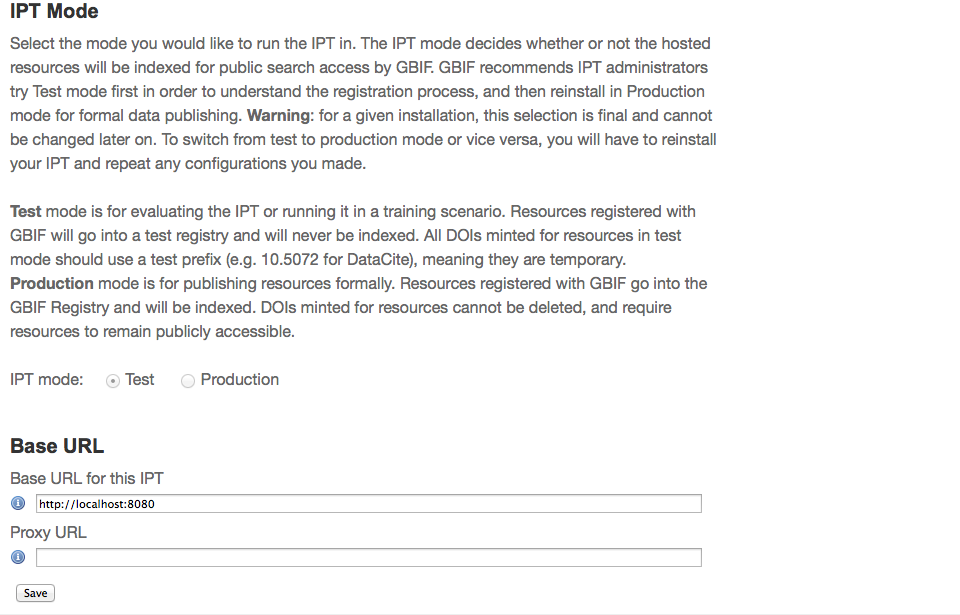 IPT Mode
Select the mode you would like to run the IPT in. The IPT mode decides whether or not the hosted
resources will be indexed for public search access by GBIF. GBIF recommends IPT administrators
try Test mode first in order to understand the registration process, and then reinstall in Production
mode for formal data publishing. Warning: for a given installation, this selection is final and cannot
be changed later on. To switch from test to production mode or vice versa, you will have to reinstall
your IPT and repeat any configurations you made.
Test mode is for evaluating the IPT or running it in a training scenario. Resources registered with
GBIF will go into a test registry and will never be indexed. All DOIs minted for resources in test
mode should use a test prefix (e.g. 10.5072 for DataCite), meaning they are temporary.
Production mode is for publishing resources formally. Resources registered with GBIF go into the
GBIF Registry and will be indexed. DOIs minted for resources cannot be deleted, and require
resources to remain publicly accessible.
IPT mode: Test Production
Base URL
Base URL for this IPT
http://localhost:8080
Proxy URL
Save